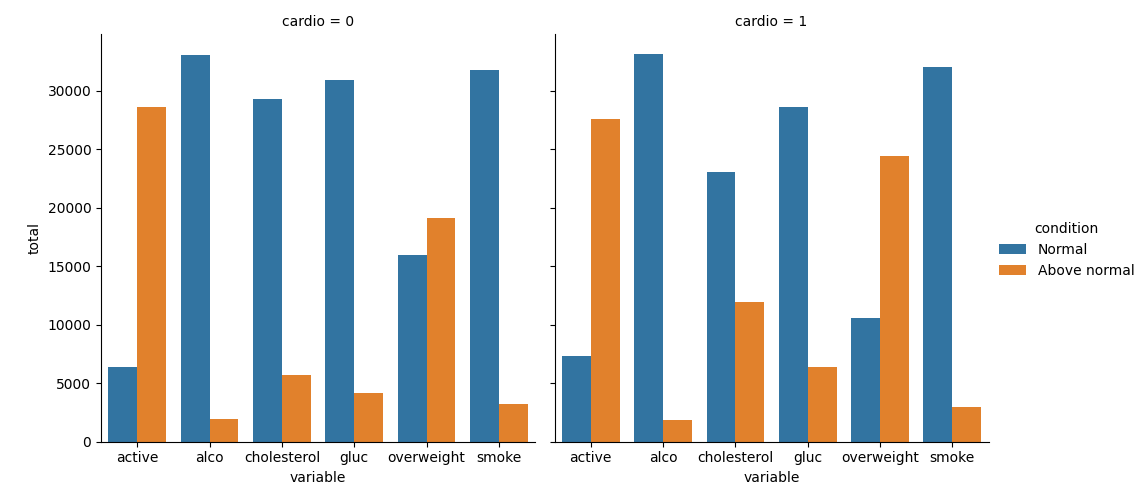 cardio = 0
cardio = 1
total
30000
25000
20000
15000
10000
5000
0
active alco cholesterol gluc overweight smoke
variable
active alco cholesterol gluc overweight smoke
variable
condition
Normal
Above normal